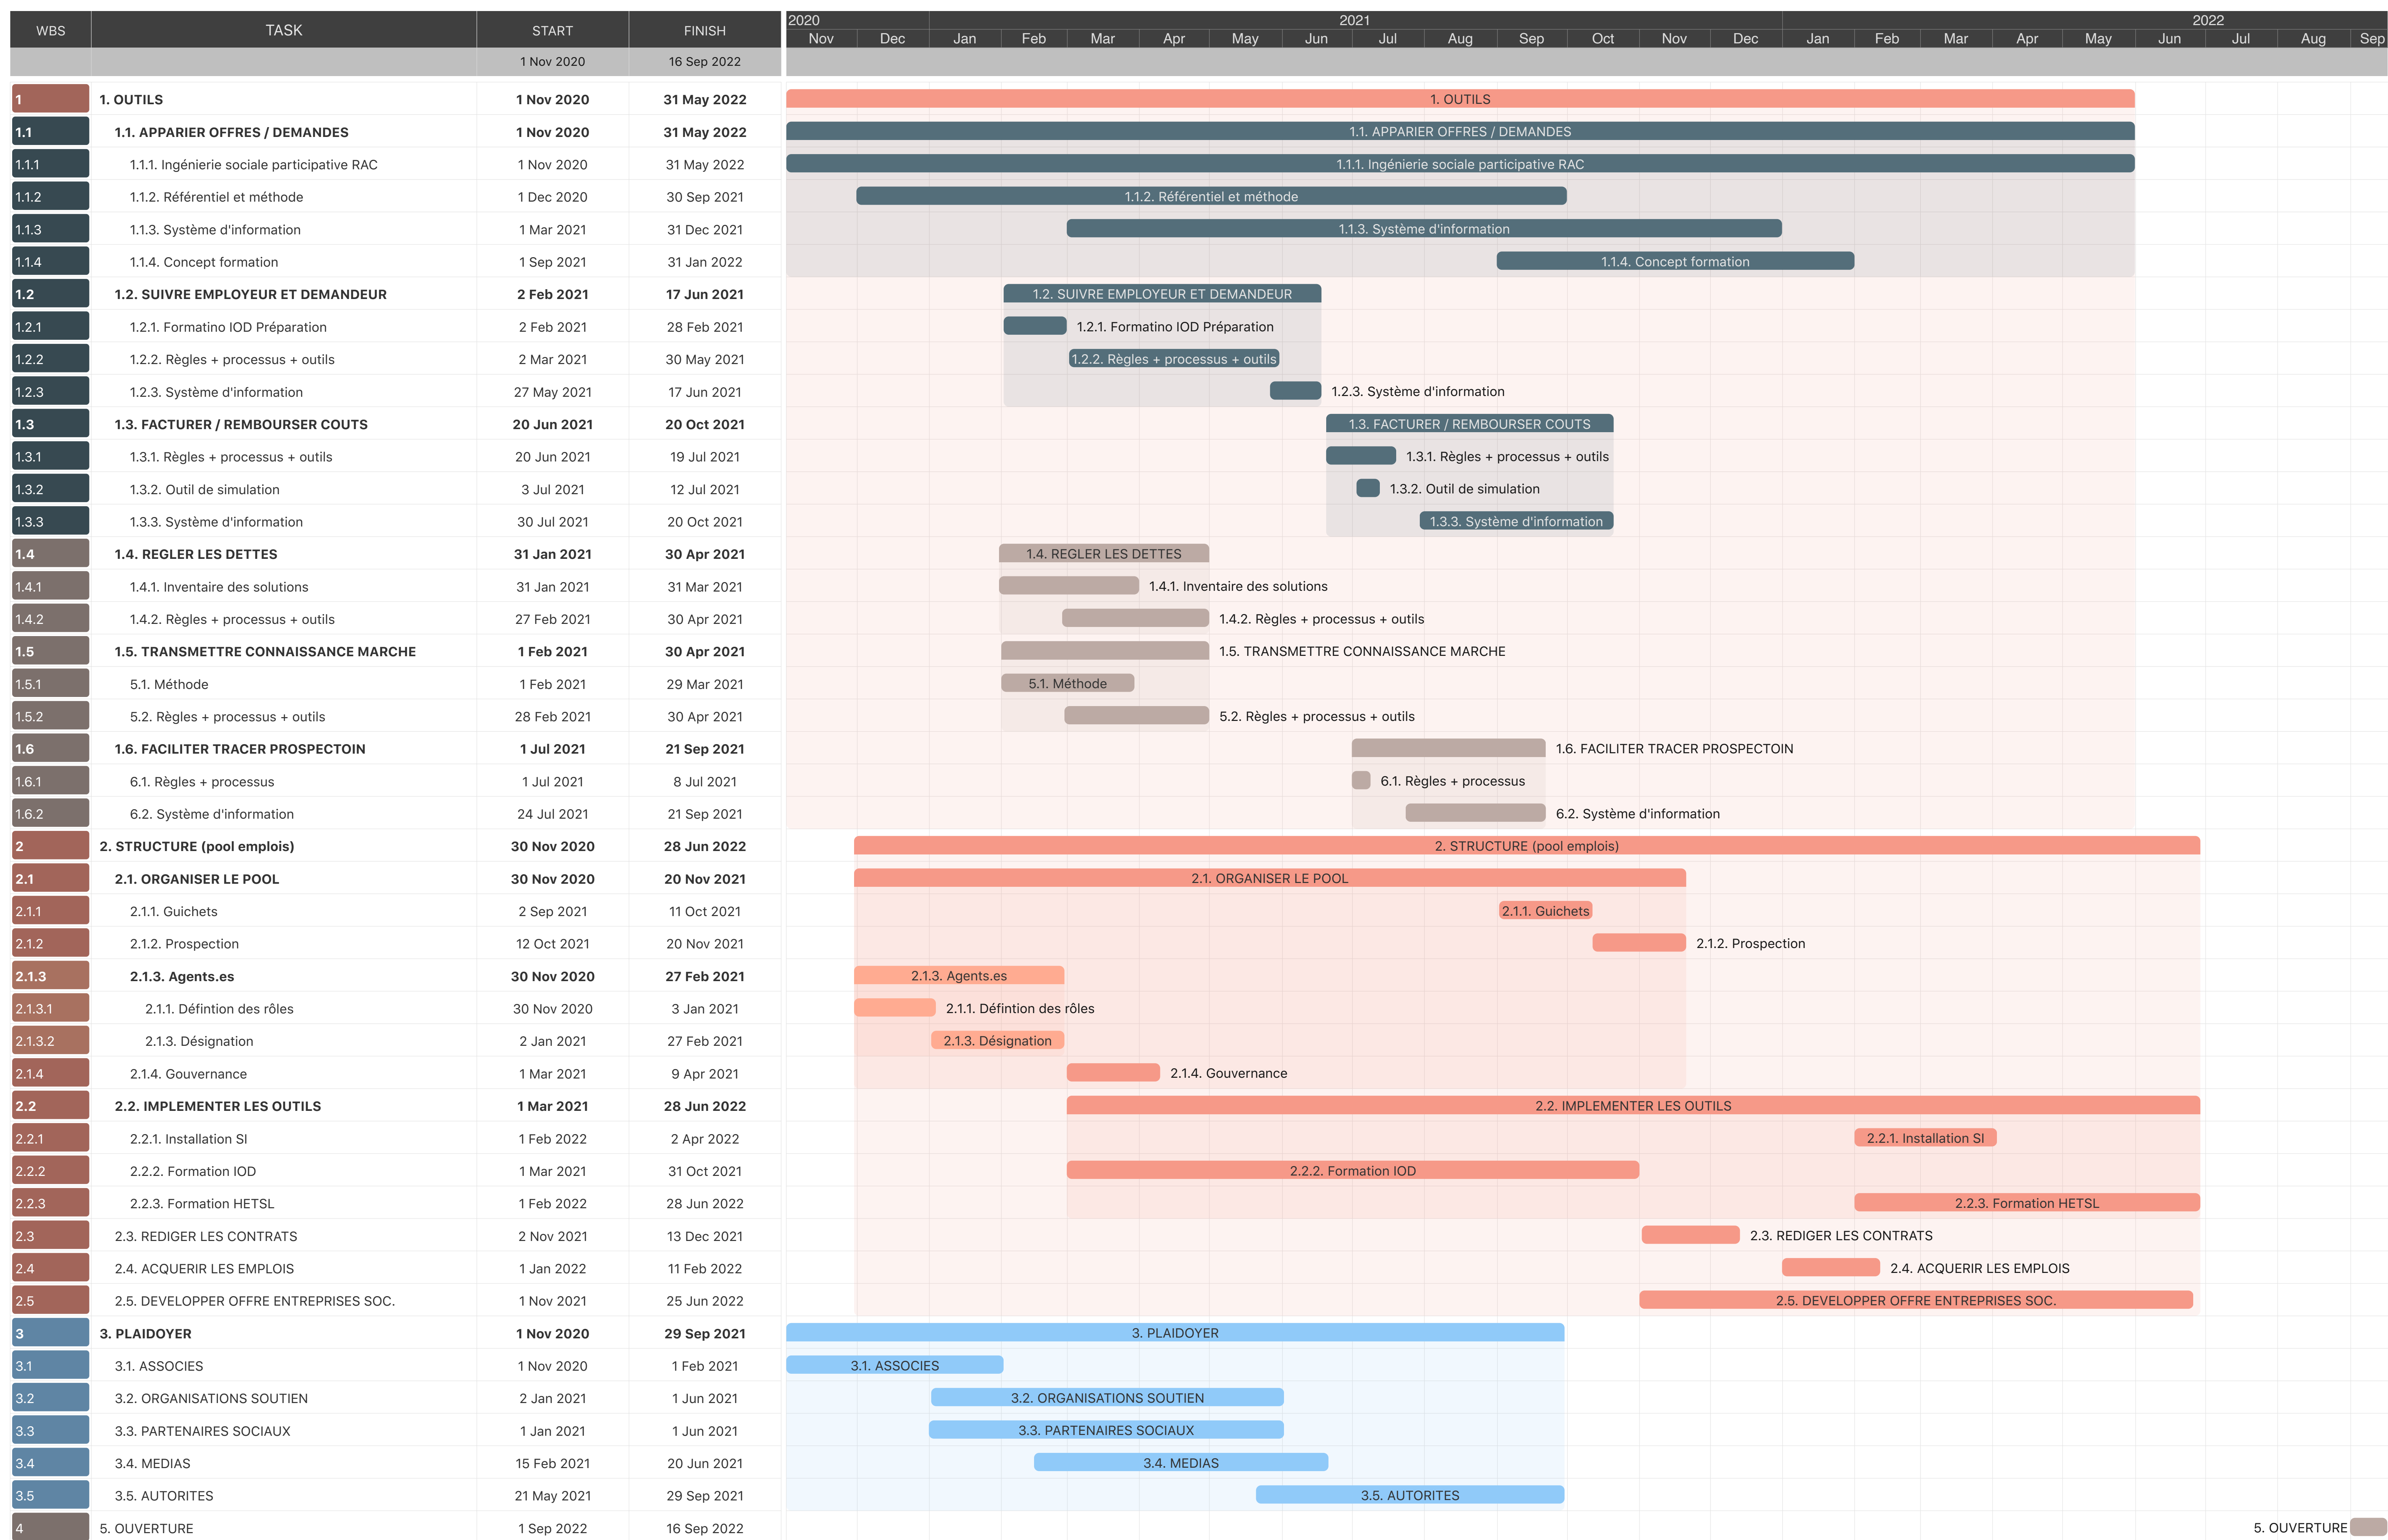 WBS TASK START FINISH 2020 2021 2022
Nov Dec Jan Feb Mar Apr May Jun Jul Aug Sep Oct Nov Dec Jan Feb Mar Apr May Jun Jul Aug Sep
1 Nov 2020 16 Sep 2022
1 1. OUTILS 1 Nov 2020 31 May 2022 1. OUTILS
1.1 1.1. APPARIER OFFRES / DEMANDES 1 Nov 2020 31 May 2022 1.1. APPARIER OFFRES / DEMANDES
1.1.1 1.1.1. Ingénierie sociale participative RAC 1 Nov 2020 31 May 2022 1.1.1. Ingénierie sociale participative RAC
1.1.2 1.1.2. Référentiel et méthode 1 Dec 2020 30 Sep 2021 1.1.2. Référentiel et méthode
1.1.3 1.1.3. Système d'information 1 Mar 2021 31 Dec 2021 1.1.3. Système d'information
1.1.4 1.1.4. Concept formation 1 Sep 2021 31 Jan 2022 1.1.4. Concept formation
1.2 1.2. SUIVRE EMPLOYEUR ET DEMANDEUR 2 Feb 2021 17 Jun 2021 1.2. SUIVRE EMPLOYEUR ET DEMANDEUR
1.2.1 1.2.1. Formatino IOD Préparation 2 Feb 2021 28 Feb 2021 1.2.1. Formatino IOD Préparation
1.2.2 1.2.2. Règles + processus + outils 2 Mar 2021 30 May 2021 1.2.2. Règles + processus + outils
1.2.3 1.2.3. Système d'information 27 May 2021 17 Jun 2021 1.2.3. Système d'information
1.3 1.3. FACTURER / REMBOURSER COUTS 20 Jun 2021 20 Oct 2021 1.3. FACTURER / REMBOURSER COUTS
1.3.1 1.3.1. Règles + processus + outils 20 Jun 2021 19 Jul 2021 1.3.1. Règles + processus + outils
1.3.2 1.3.2. Outil de simulation 3 Jul 2021 12 Jul 2021 1.3.2. Outil de simulation
1.3.3 1.3.3. Système d'information 30 Jul 2021 20 Oct 2021 1.3.3. Système d'information
1.4 1.4. REGLER LES DETTES 31 Jan 2021 30 Apr 2021 1.4. REGLER LES DETTES
1.4.1 1.4.1. Inventaire des solutions 31 Jan 2021 31 Mar 2021 1.4.1. Inventaire des solutions
1.4.2 1.4.2. Règles + processus + outils 27 Feb 2021 30 Apr 2021 1.4.2. Règles + processus + outils
1.5 1.5. TRANSMETTRE CONNAISSANCE MARCHE 1 Feb 2021 30 Apr 2021 1.5. TRANSMETTRE CONNAISSANCE MARCHE
1.5.1 5.1. Méthode 1 Feb 2021 29 Mar 2021 5.1. Méthode
1.5.2 5.2. Règles + processus + outils 28 Feb 2021 30 Apr 2021 5.2. Règles + processus + outils
1.6 1.6. FACILITER TRACER PROSPECTOIN 1 Jul 2021 21 Sep 2021 1.6. FACILITER TRACER PROSPECTOIN
1.6.1 6.1. Règles + processus 1 Jul 2021 8 Jul 2021 6.1. Règles + processus
1.6.2 6.2. Système d'information 24 Jul 2021 21 Sep 2021 6.2. Système d'information
2 2. STRUCTURE (pool emplois) 30 Nov 2020 28 Jun 2022 2. STRUCTURE (pool emplois)
2.1 2.1. ORGANISER LE POOL 30 Nov 2020 20 Nov 2021 2.1. ORGANISER LE POOL
2.1.1 2.1.1. Guichets 2 Sep 2021 11 Oct 2021 2.1.1. Guichets
2.1.2 2.1.2. Prospection 12 Oct 2021 20 Nov 2021 2.1.2. Prospection
2.1.3 2.1.3. Agents.es 30 Nov 2020 27 Feb 2021 2.1.3. Agents.es
2.1.3.1 2.1.1. Défintion des rôles 30 Nov 2020 3 Jan 2021 2.1.1. Défintion des rôles
2.1.3.2 2.1.3. Désignation 2 Jan 2021 27 Feb 2021 2.1.3. Désignation
2.1.4 2.1.4. Gouvernance 1 Mar 2021 9 Apr 2021 2.1.4. Gouvernance
2.2 2.2. IMPLEMENTER LES OUTILS 1 Mar 2021 28 Jun 2022 2.2. IMPLEMENTER LES OUTILS
2.2.1 2.2.1. Installation SI 1 Feb 2022 2 Apr 2022 2.2.1. Installation SI
2.2.2 2.2.2. Formation IOD 1 Mar 2021 31 Oct 2021 2.2.2. Formation IOD
2.2.3 2.2.3. Formation HETSL 1 Feb 2022 28 Jun 2022 2.2.3. Formation HETSL
2.3 2.3. REDIGER LES CONTRATS 2 Nov 2021 13 Dec 2021 2.3. REDIGER LES CONTRATS
2.4 2.4. ACQUERIR LES EMPLOIS 1 Jan 2022 11 Feb 2022 2.4. ACQUERIR LES EMPLOIS
2.5 2.5. DEVELOPPER OFFRE ENTREPRISES SOC. 1 Nov 2021 25 Jun 2022 2.5. DEVELOPPER OFFRE ENTREPRISES SOC.
3 3. PLAIDOYER 1 Nov 2020 29 Sep 2021 3. PLAIDOYER
3.1 3.1. ASSOCIES 1 Nov 2020 1 Feb 2021 3.1. ASSOCIES
3.2 3.2. ORGANISATIONS SOUTIEN 2 Jan 2021 1 Jun 2021 3.2. ORGANISATIONS SOUTIEN
3.3 3.3. PARTENAIRES SOCIAUX 1 Jan 2021 1 Jun 2021 3.3. PARTENAIRES SOCIAUX
3.4 3.4. MEDIAS 15 Feb 2021 20 Jun 2021 3.4. MEDIAS
3.5 3.5. AUTORITES 21 May 2021 29 Sep 2021 3.5. AUTORITES
4 5. OUVERTURE 1 Sep 2022 16 Sep 2022 5. OUVERTURE